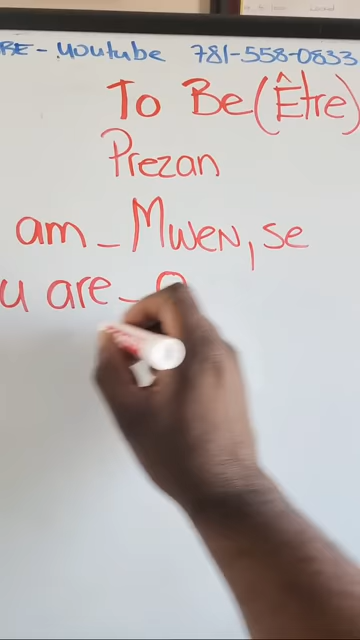 RE - Youtube 781-558-0833
To Be (Être)
Prezan
am - Mwen, se
u are -